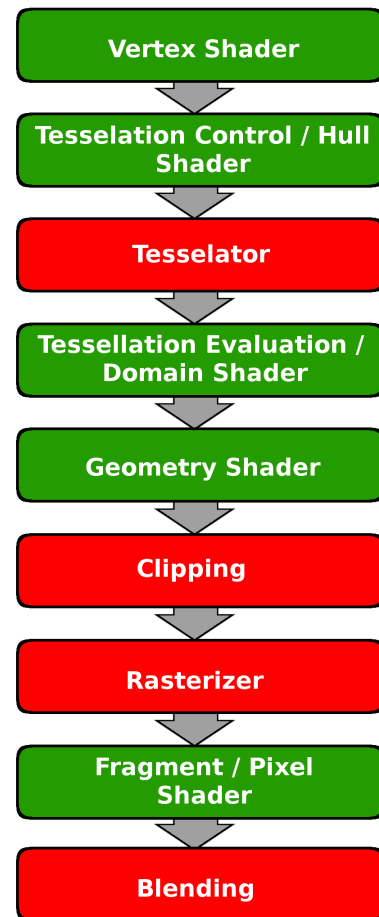 Vertex Shader
Tesselation Control / Hull
Shader
Tesselator
Tessellation Evaluation /
Domain Shader
Geometry Shader
Clipping
Rasterizer
Fragment / Pixel
Shader
Blending